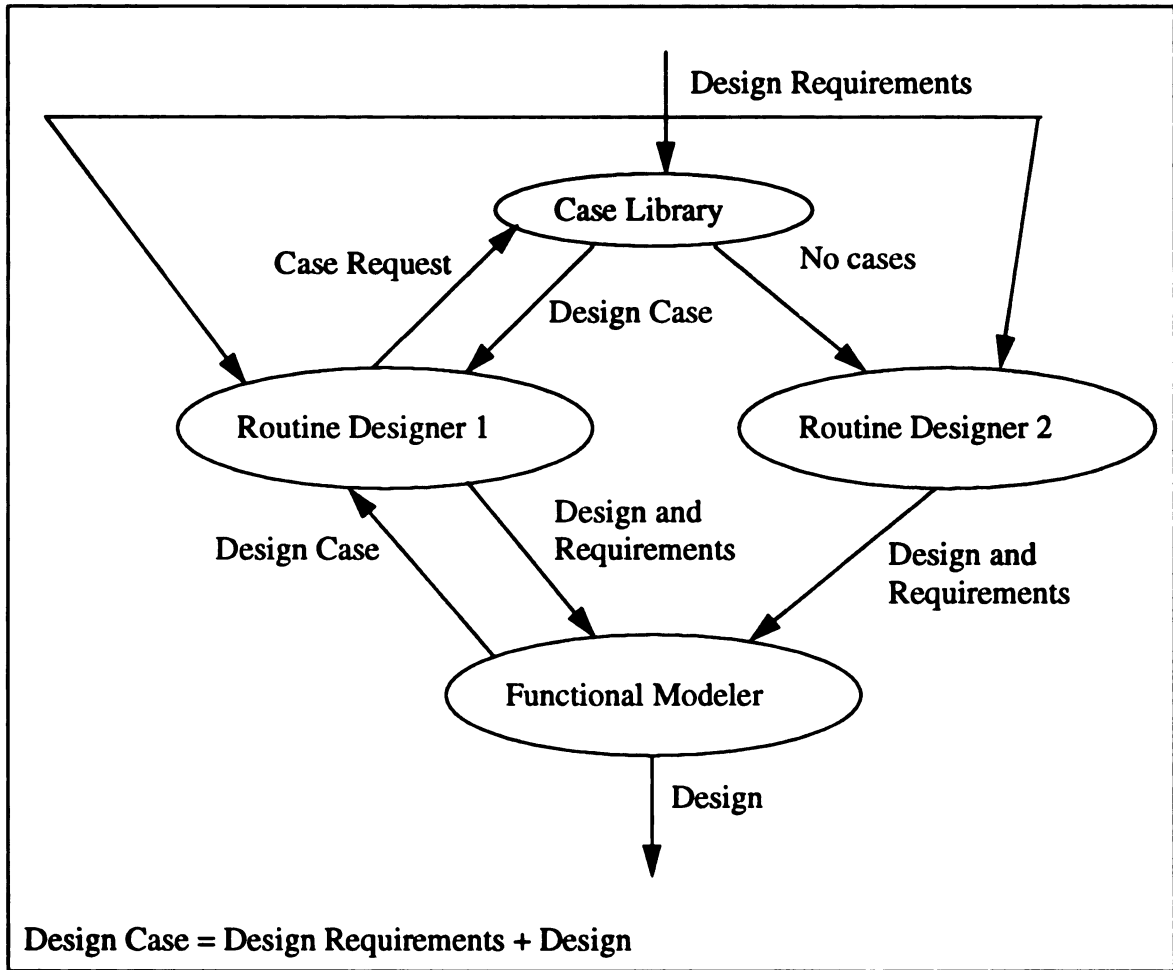 Design Requirements
Case Library
Case Request
No cases
Design Case
Routine Designer 1
Routine Designer 2
Design and
Requirements
Design Case
Design and
Requirements
Functional Modeler
Design
Design Case = Design Requirements + Design